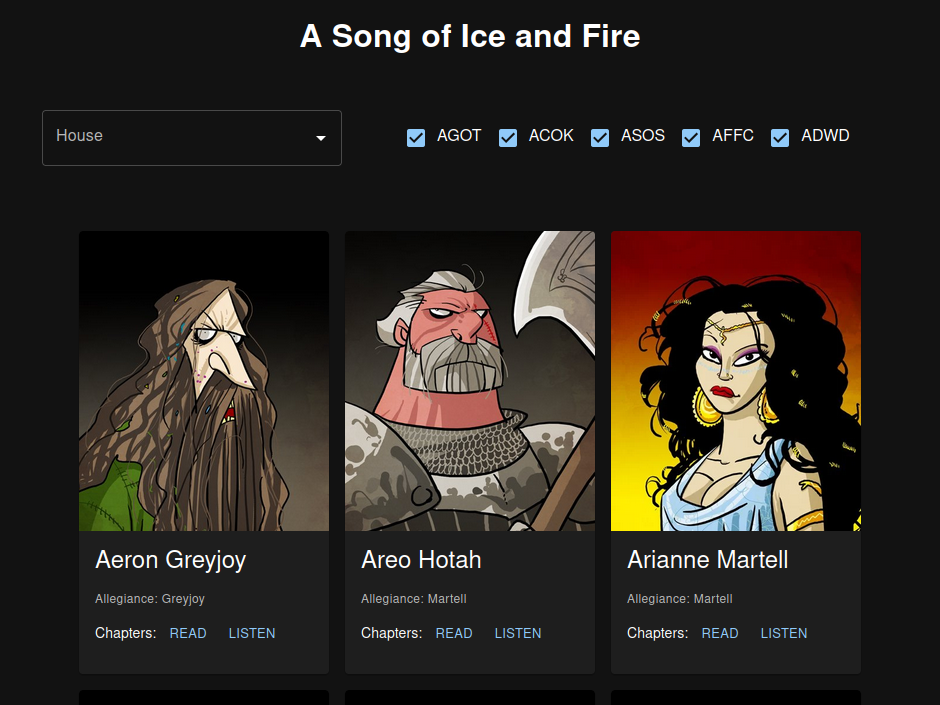 A Song of Ice and Fire
House AGOT ACOK ASOS AFFC ADWD
Aeron Greyjoy
Allegiance: Greyjoy
Chapters: READ LISTEN
Areo Hotah
Allegiance: Martell
Chapters: READ LISTEN
Arianne Martell
Allegiance: Martell
Chapters: READ LISTEN